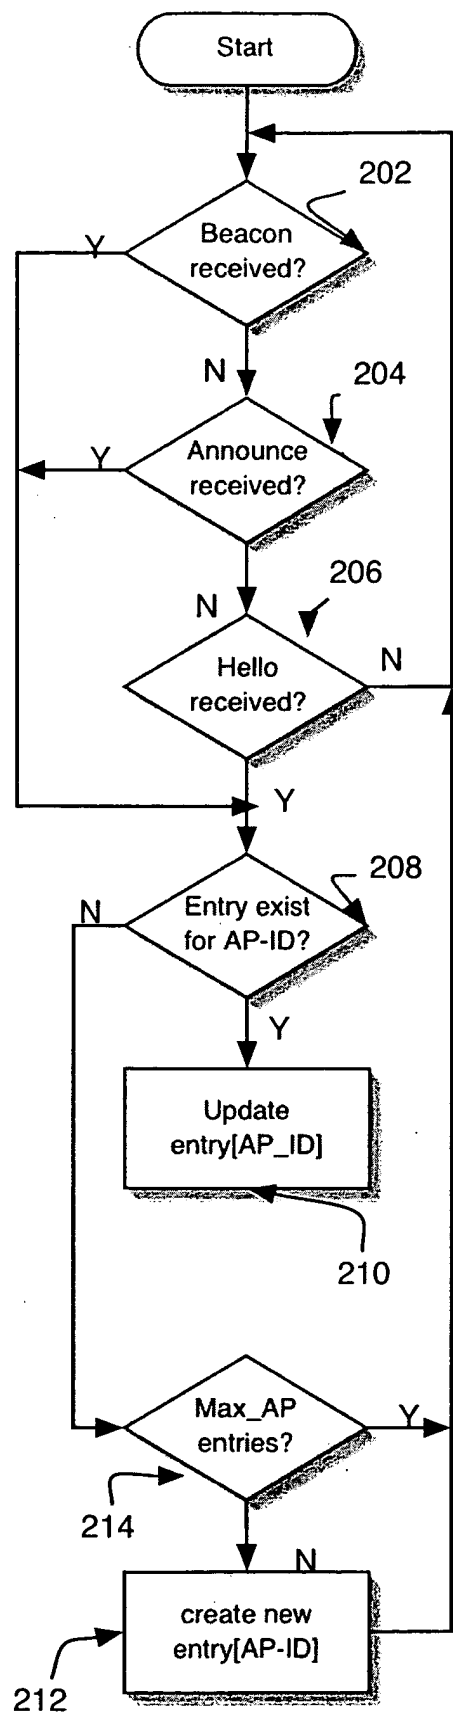 Start
202
Beacon
received?
Y
N
204
Announce
received?
Y
N
206
Hello
received?
N
Y
208
Entry exist
for AP-ID?
N
Y
Update
entry[AP_ID]
210
Max_AP
entries?
Y
214
N
create new
entry[AP-ID]
212